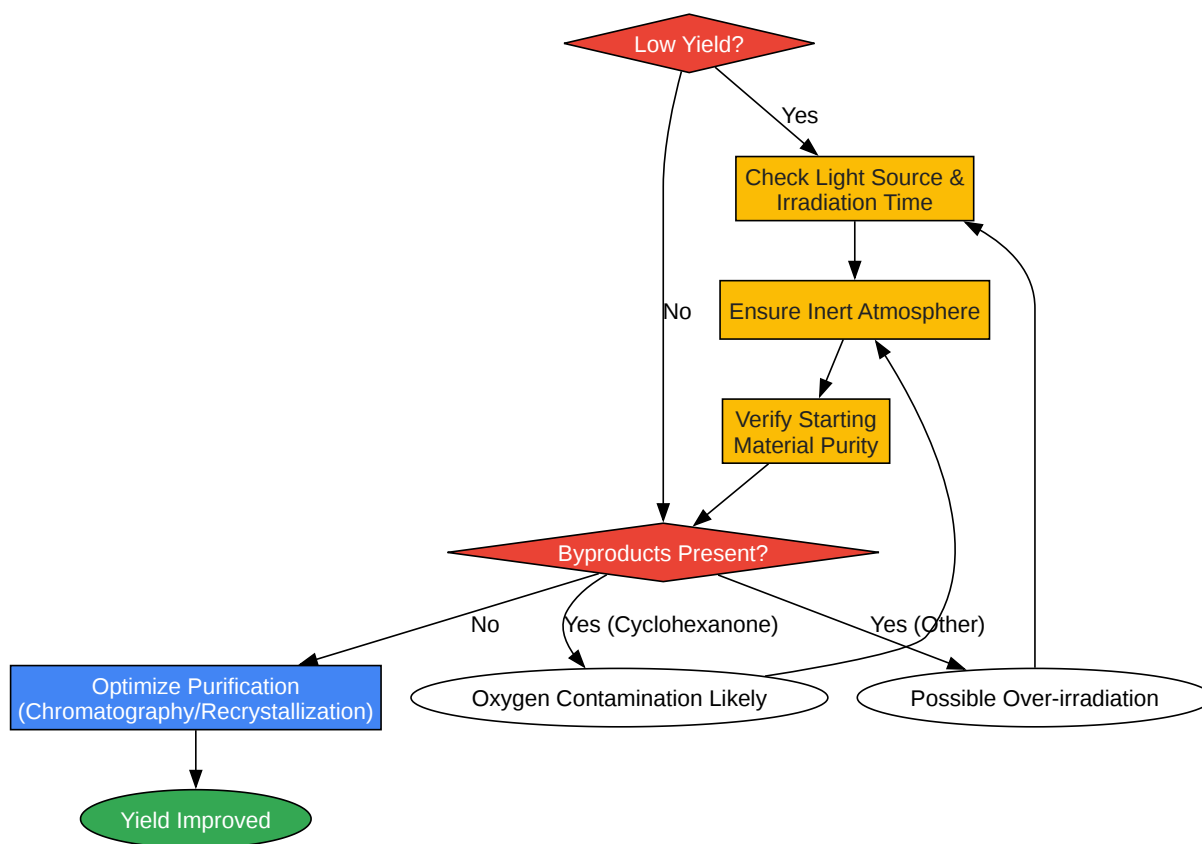 Low Yield?
Yes
Check Light Source &
Irradiation Time
Ensure Inert Atmosphere
No
Verify Starting
Material Purity
Byproducts Present?
No
Yes (Cyclohexanone)
Yes (Other)
Optimize Purification
(Chromatography/Recrystallization)
Oxygen Contamination Likely
Possible Over-irradiation
Yield Improved